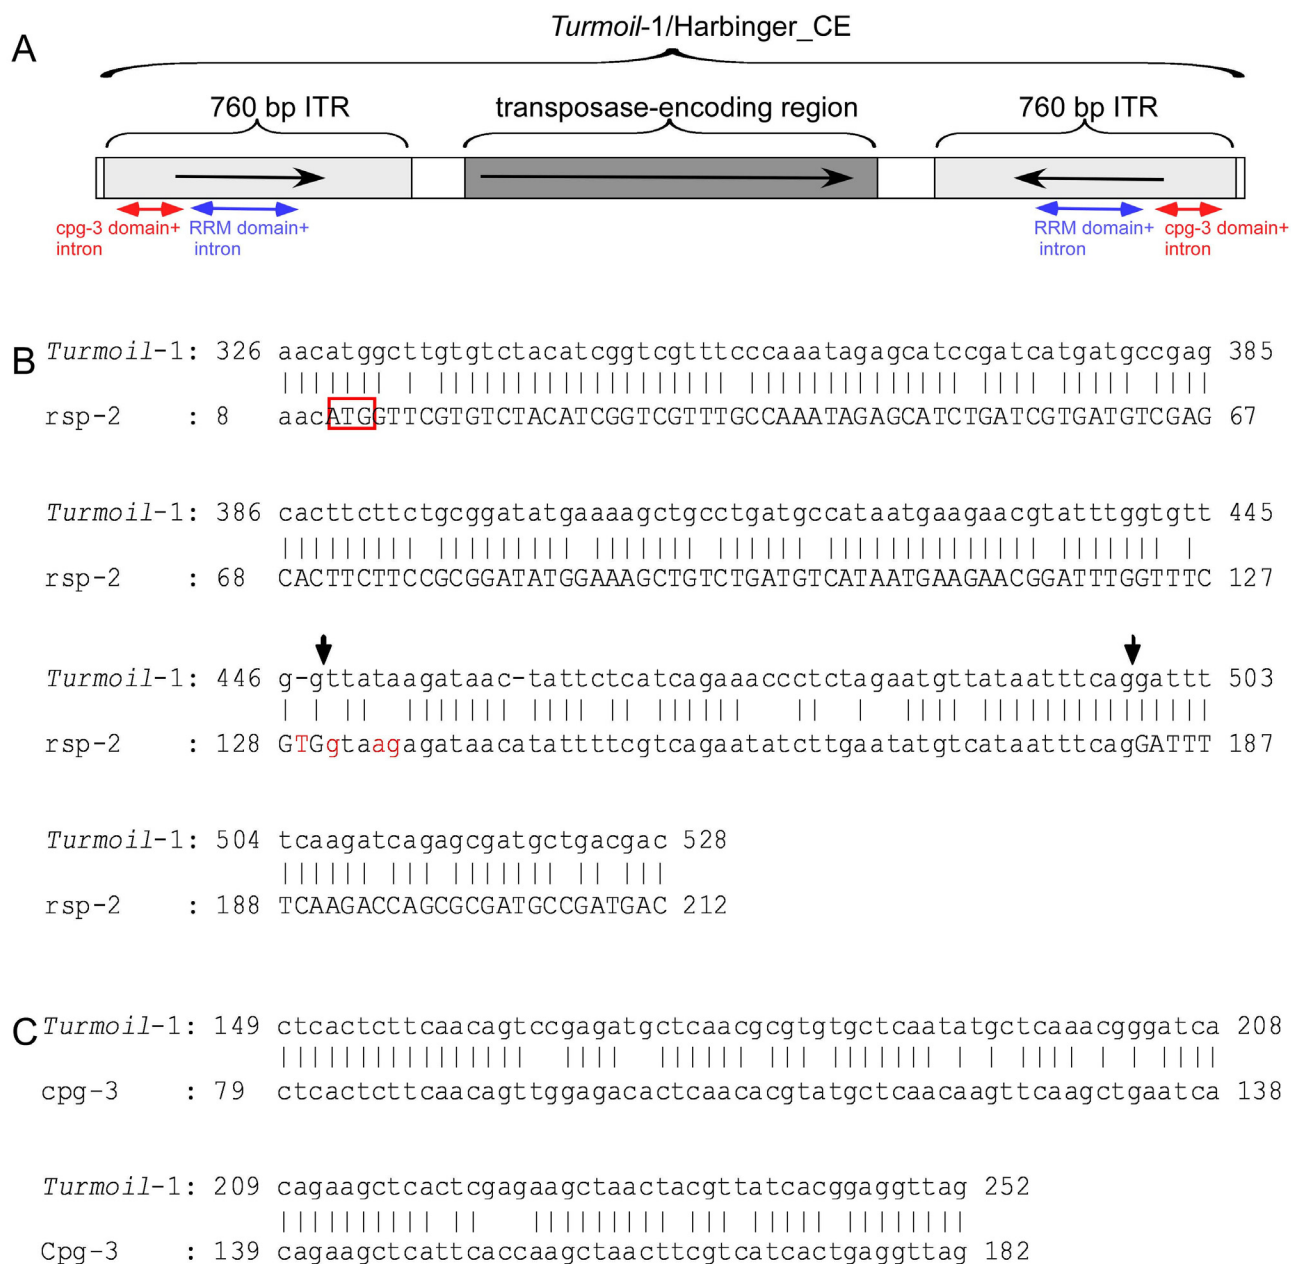 A
Turmoil-1/Harbinger_CE
760 bp ITR transposase-encoding region 760 bp ITR
cpg-3 domain+ RRM domain+ RRM domain+ cpg-3 domain+
intron intron intron intron
B
Turmoil-1: 326 aacatggcttgtgtctacatcggtcgtttcccaaatagagcatccgatcatgatgccgag 385
rsp-2 : 8 aacATGGTTCGTGTCTACATCGGTCGTTTGCCAAATAGAGCATCTGATCGTGATGTCGAG 67
Turmoil-1: 386 cacttcttctgcggatatgaaaagctgcctgatgccataatgaagaacgtatttggtgtt 445
rsp-2 : 68 CACTTCTTCCGCGGATATGGAAAGCTGTCTGATGTCATAATGAAGAACGGATTTGGTTTC 127
Turmoil-1: 446 g-gttataagataac-tattctcatcagaaaccctctagaatgttataatttcaggattt 503
rsp-2 : 128 GTGgtaagagataacatattttcgtcagaatatcttgaatatgtcataatttcagGATTT 187
Turmoil-1: 504 tcaagatcagagcgatgctgacgac 528
rsp-2 : 188 TCAAGACCAGCGCGATGCCGATGAC 212
C
Turmoil-1: 149 ctcactcttcaacagtccgagatgctcaacgcgtgtgctcaatatgctcaaacgggatca 208
cpg-3 : 79 ctcactcttcaacagttggagacactcaacacgtatgctcaacaagttcaagctgaatca 138
Turmoil-1: 209 cagaagctcactcgagaagctaactacgttatcacggaggttag 252
Cpg-3 : 139 cagaagctcattcaccaagctaacttcgtcatcactgaggttag 182